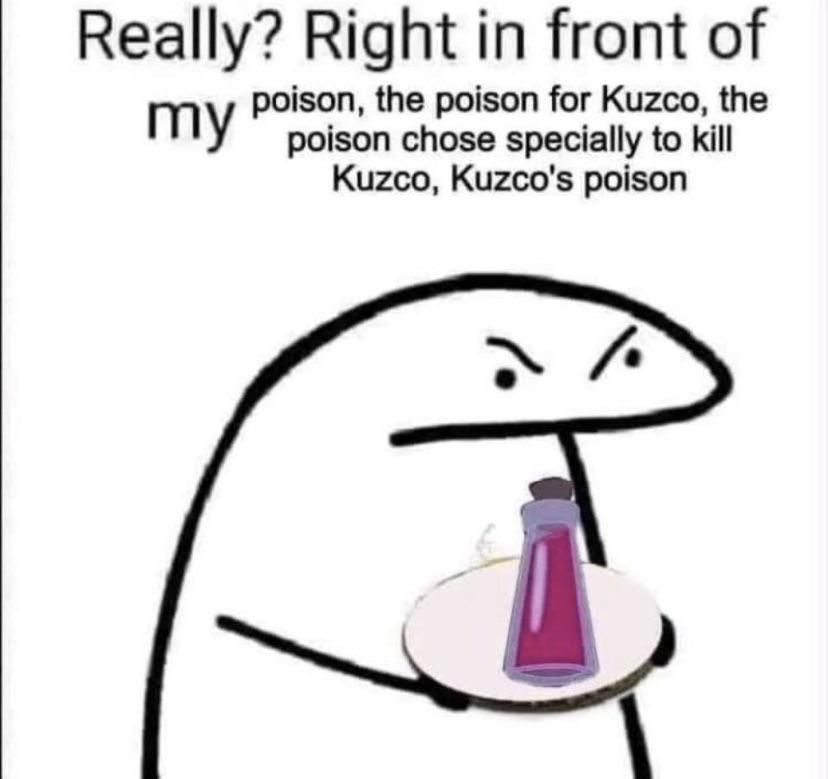 Really? Right in front of
my poison, the poison for Kuzco, the
poison chose specially to kill
Kuzco, Kuzco's poison